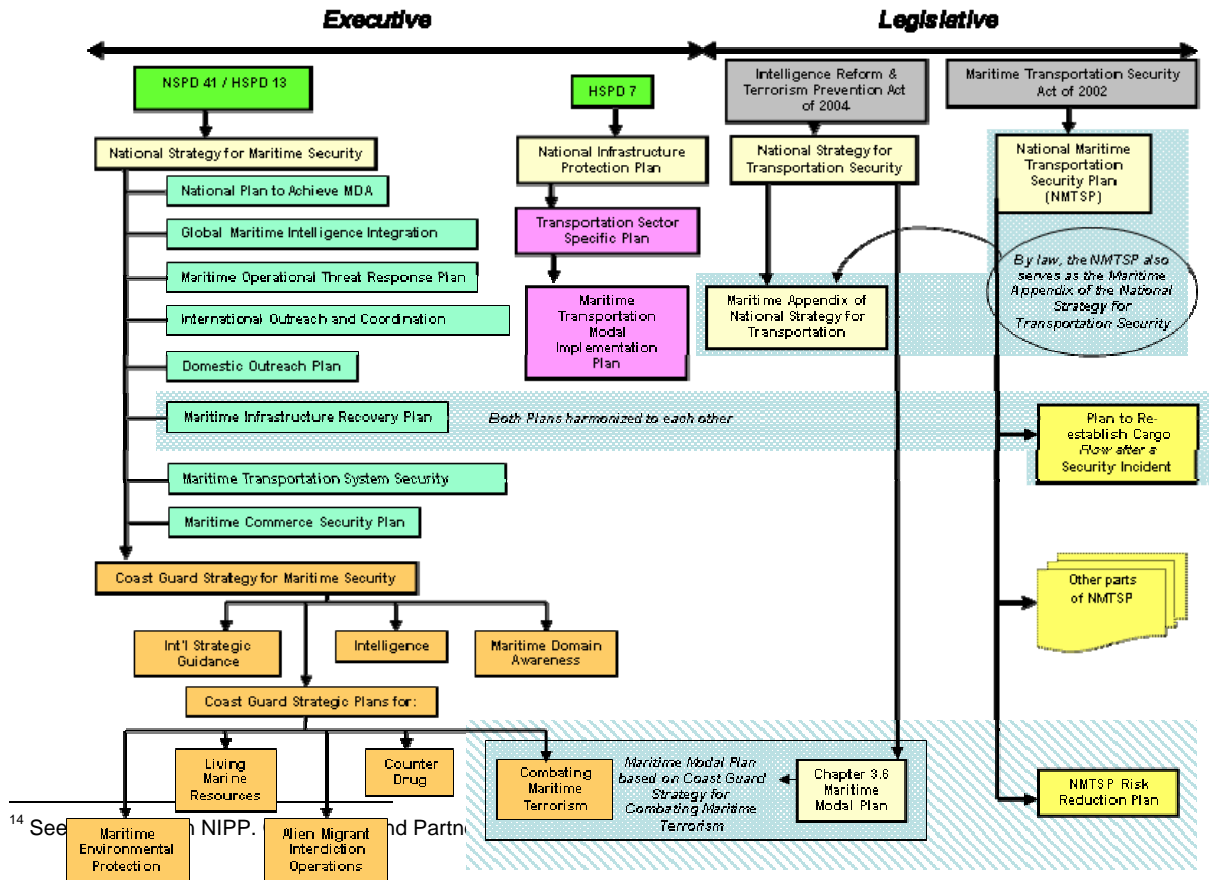 Executive
Legislative
NSPD 41 / HSPD 13
HSPD 7
Intelligence Reform &
Terrorism Prevention Act
of 2004
Maritime Transportation Security
Act of 2002
National Strategy for Maritime Security
National Infrastructure
Protection Plan
National Strategy for
Transportation Security
National Maritime
Transportation
Security Plan
(NMTSP)
National Plan to Achieve MDA
Global Maritime Intelligence Integration
Maritime Operational Threat Response Plan
International Outreach and Coordination
Domestic Outreach Plan
Maritime Infrastructure Recovery Plan
Maritime Transportation System Security
Maritime Commerce Security Plan
Transportation Sector
Specific Plan
Maritime
Transportation
Modal
Implementation
Plan
Maritime Appendix of
National Strategy for
Transportation
By law, the NMTSP also
serves as the Maritime
Appendix of the National
Strategy for
Transportation Security
Both Plans harmonized to each other
Plan to Re-
establish Cargo
Flow after a
Security Incident
Other parts
of NMTSP
Coast Guard Strategy for Maritime Security
Int'l Strategic
Guidance
Intelligence
Maritime Domain
Awareness
Coast Guard Strategic Plans for:
Living
Marine
Resources
Counter
Drug
Combating
Maritime
Terrorism
Maritime Modal Plan
based on Coast Guard
Strategy for
Combating Maritime
Terrorism
Chapter 3.6
Maritime
Modal Plan
NMTSP Risk
Reduction Plan
Maritime
Environmental
Protection
Alien Migrant
Interdiction
Operations
14 See NIPP.